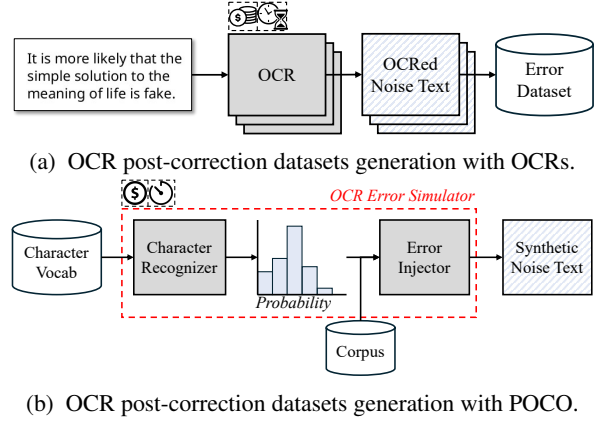 It is more likely that the
simple solution to the
meaning of life is fake.
OCR
OCRed
Noise Text
Error
Dataset
(a) OCR post-correction datasets generation with OCRs.
$
OCR Error Simulator
Character
Vocab
Character
Recognizer
Probability
Error
Injector
Synthetic
Noise Text
Corpus
(b) OCR post-correction datasets generation with POCO.